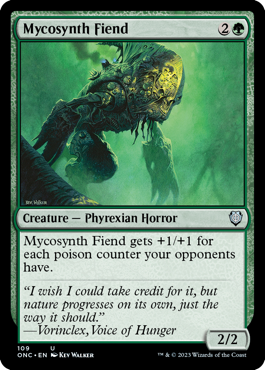 Mycosynth Fiend 2
Creature — Phyrexian Horror
Mycosynth Fiend gets +1/+1 for
each poison counter your opponents
have.
“I wish I could take credit for it, but
nature progresses on its own, just the
way it should.”
—Vorinclex, Voice of Hunger
2/2
109 U
ONC • EN Kev Walker ™ & © 2023 Wizards of the Coast